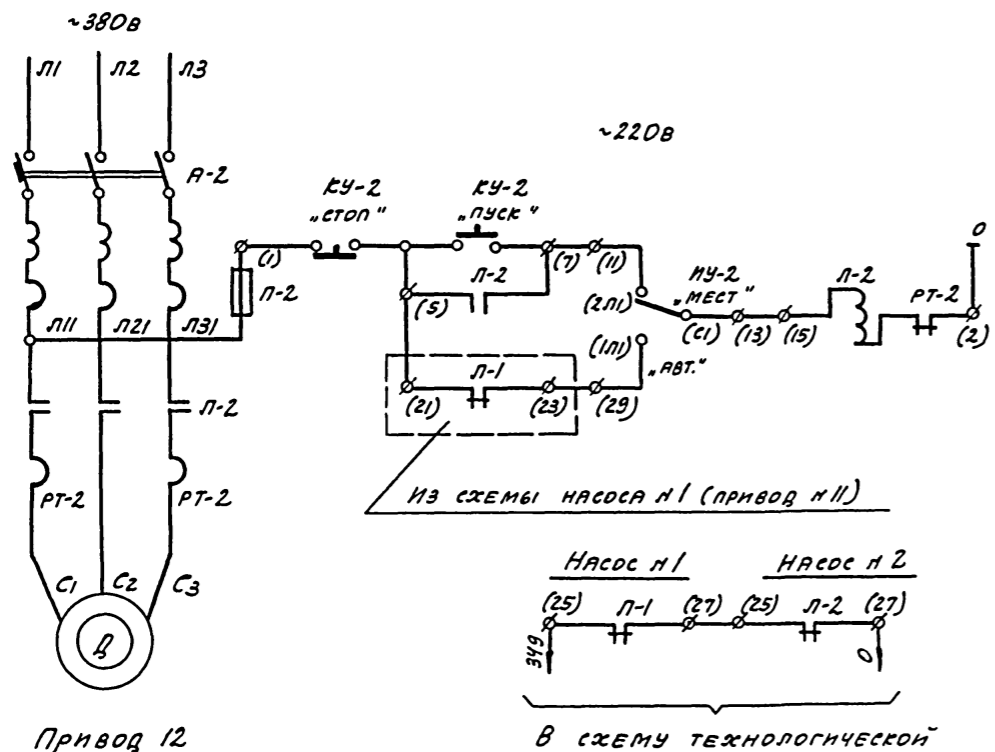 ~380В
Л1 Л2 Л3
А-2
~220В
КУ-2
„СТОП"
КУ-2
„ПУСК"
(1)
П-2
(7) (11)
Л-2
(5)
(2Л1)
ПУ-2
„МЕСТ"
(С1) (13) (15)
Л-2
РТ-2
0
(2)
Л11 Л21 Л31
(1Л1)
„АВТ."
Л-1
(21) (23) (29)
Л-2
РТ-2 РТ-2
Из схемы насоса №1 (привод №11)
С1 С2 С3
Д
Привод 12
Насос №1 Насос №2
(25) Л-1 (27) (25) Л-2 (27)
349 0
В схему технологической